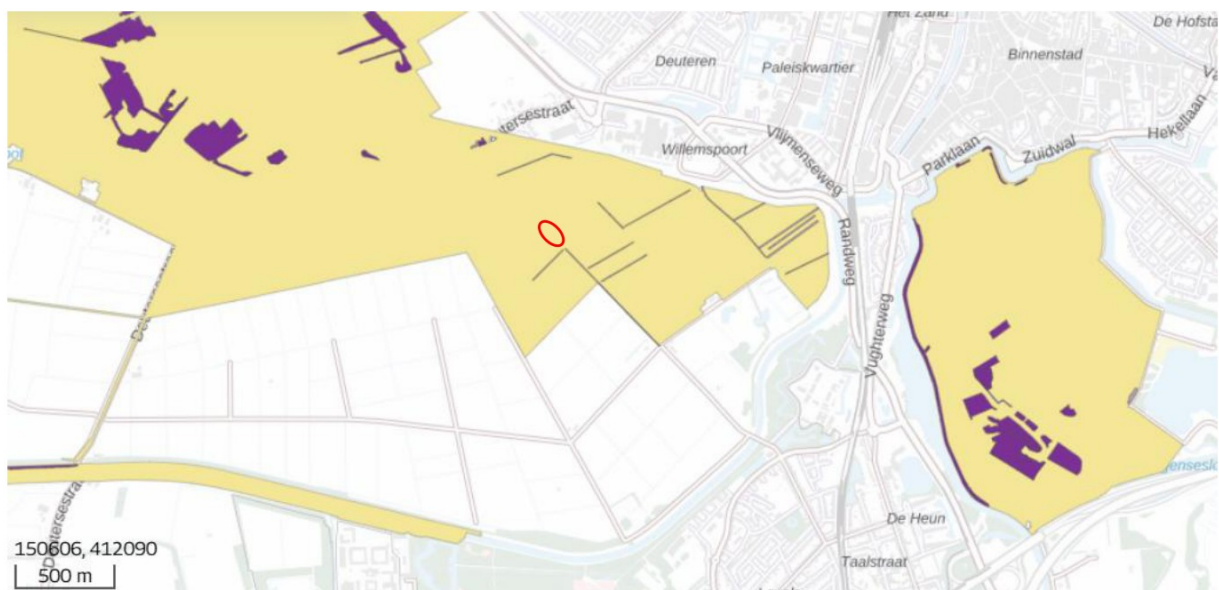 Het Zand
De Hofsta
Deuteren
Paleiskwartier
Binnenstad
tersestraat
Willemspoort
Vlijmenseweg
Parklaan
Zuidwal
Hekellaan
Randweg
Vughterweg
Deutersestraat
De Heun
Taalstraat
150606, 412090
500 m